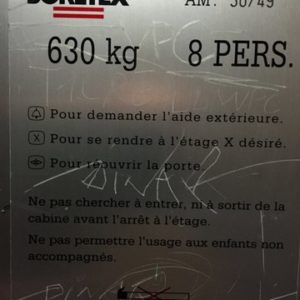 AM. 50/49
630 kg 8 PERS.
Pour demander l'aide extérieure.
X Pour se rendre à l'étage X désiré.
Pour réouvrir la porte.
Ne pas chercher à entrer, ni à sortir de la
cabine avant l'arrêt à l'étage.
Ne pas permettre l'usage aux enfants non
accompagnés.